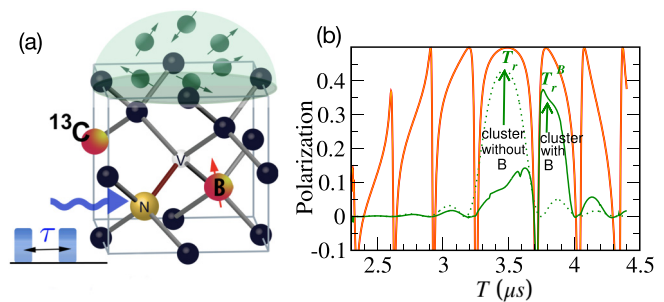 (a)
¹³C
V
B
N
τ
(b)
Polarization
0.4
0.3
0.2
0.1
0
-0.1
T_r
T_r^B
cluster
without
B
cluster
with
B
2.5 3 3.5 4 4.5
T (μs)